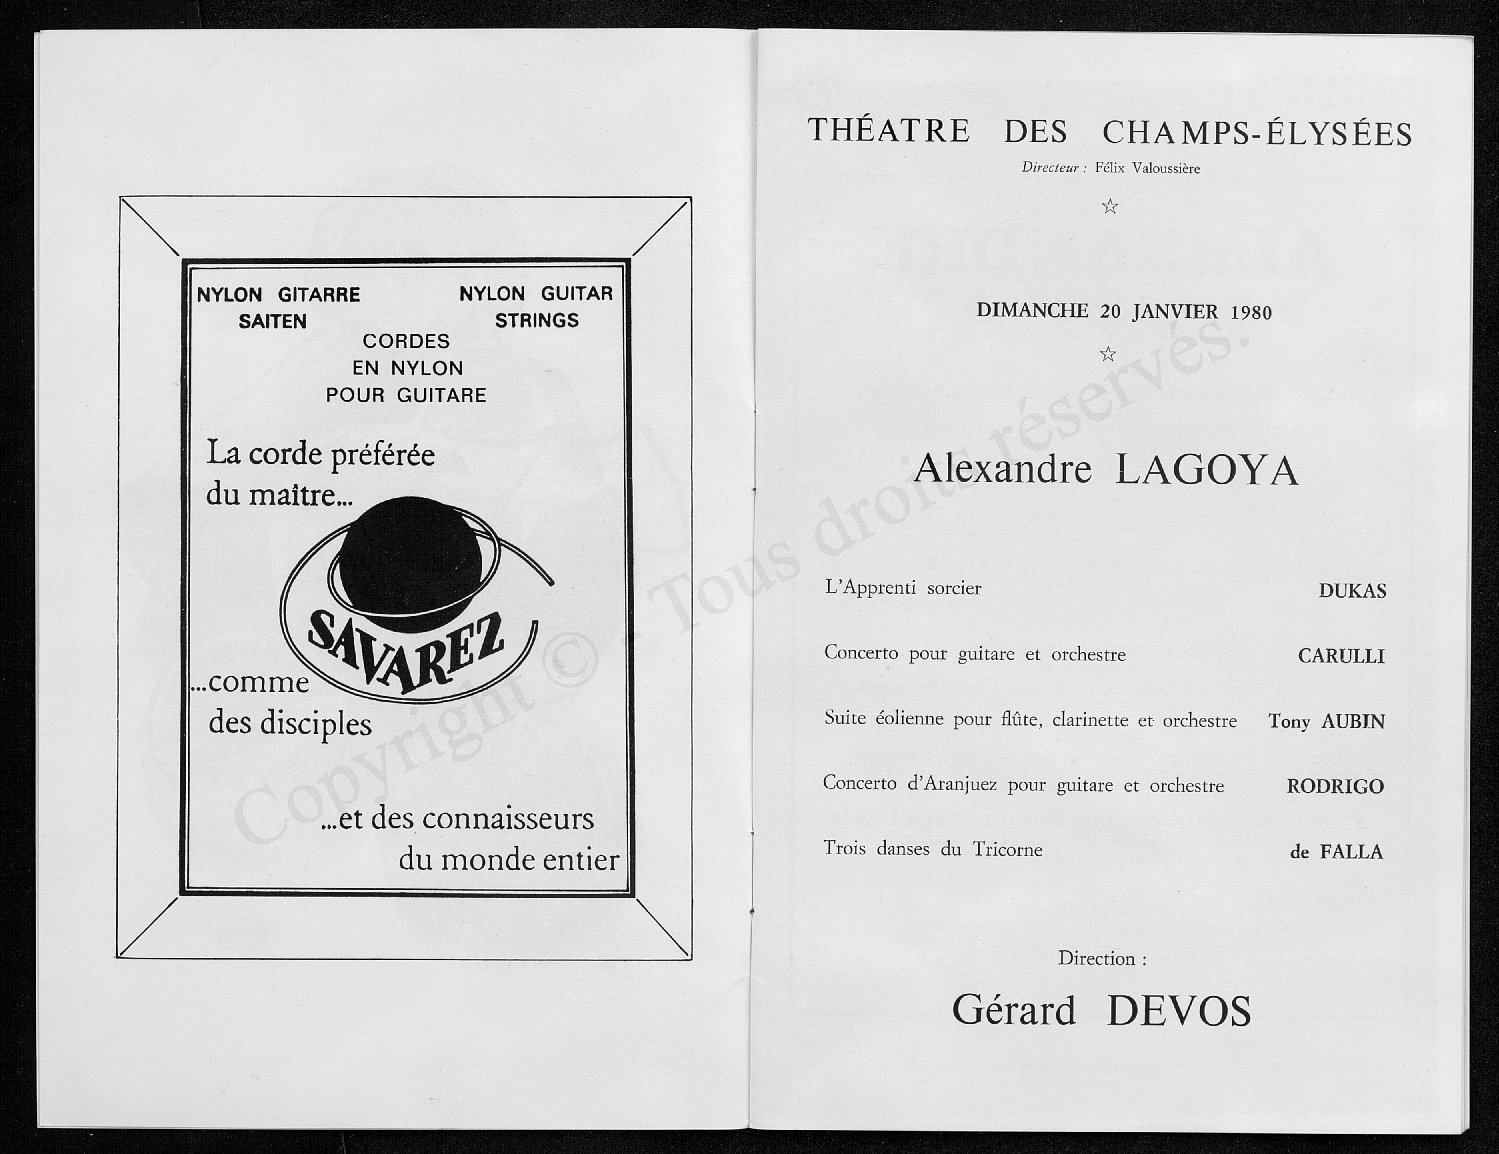 NYLON GITARRE
SAITEN
NYLON GUITAR
STRINGS
CORDES
EN NYLON
POUR GUITARE
La corde préférée
du maître...
SAVAREZ
...comme
des disciples
...et des connaisseurs
du monde entier
THÉATRE DES CHAMPS-ÉLYSÉES
Directeur : Félix Valoussière
DIMANCHE 20 JANVIER 1980
Alexandre LAGOYA
L'Apprenti sorcier DUKAS
Concerto pour guitare et orchestre CARULLI
Suite éolienne pour flûte, clarinette et orchestre Tony AUBIN
Concerto d'Aranjuez pour guitare et orchestre RODRIGO
Trois danses du Tricorne de FALLA
Direction :
Gérard DEVOS
Copyright © - Tous droits réservés.